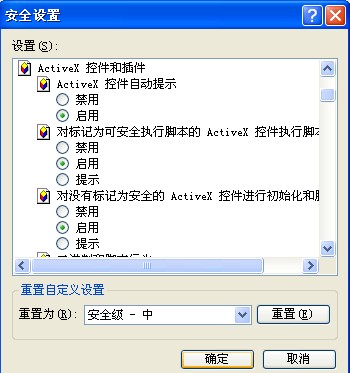 安全设置
设置(S):
ActiveX 控件和插件
ActiveX 控件自动提示
禁用
启用
对标记为可安全执行脚本的 ActiveX 控件执行脚本
禁用
启用
提示
对没有标记为安全的 ActiveX 控件进行初始化和脚
禁用
启用
提示
重置自定义设置
重置为(R): 安全级 - 中 重置(E)
确定 取消